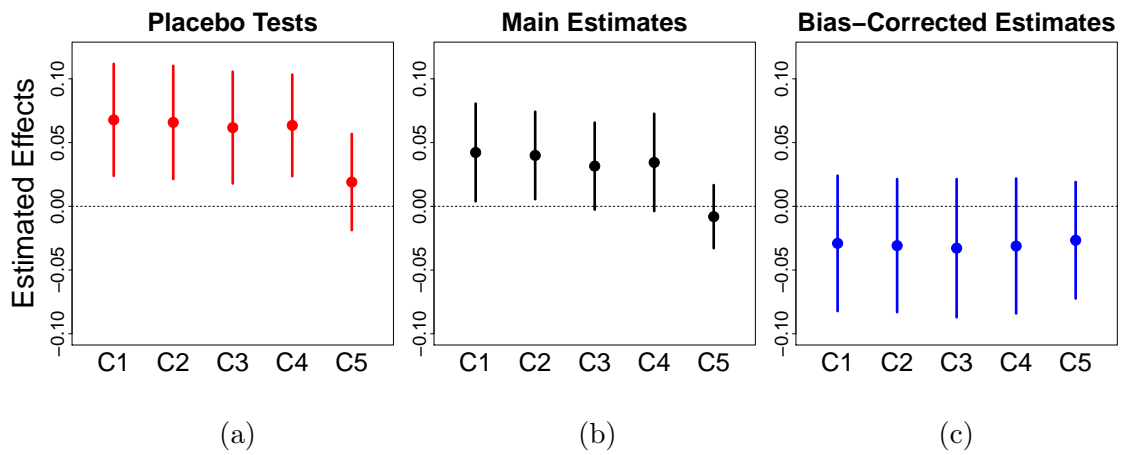 Placebo Tests
Main Estimates
Bias−Corrected Estimates
Estimated Effects
0.10
0.05
0.00
−0.05
−0.10
0.10
0.05
0.00
−0.05
−0.10
0.10
0.05
0.00
−0.05
−0.10
C1 C2 C3 C4 C5
C1 C2 C3 C4 C5
C1 C2 C3 C4 C5
(a)
(b)
(c)